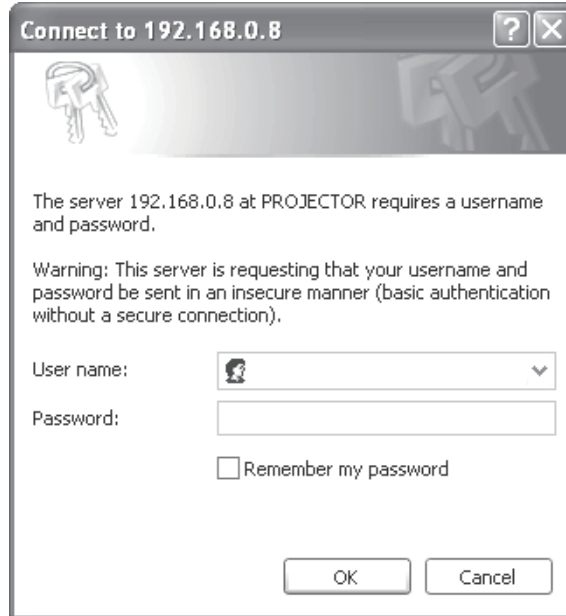 Connect to 192.168.0.8
The server 192.168.0.8 at PROJECTOR requires a username
and password.
Warning: This server is requesting that your username and
password be sent in an insecure manner (basic authentication
without a secure connection).
User name:
Password:
Remember my password
OK Cancel